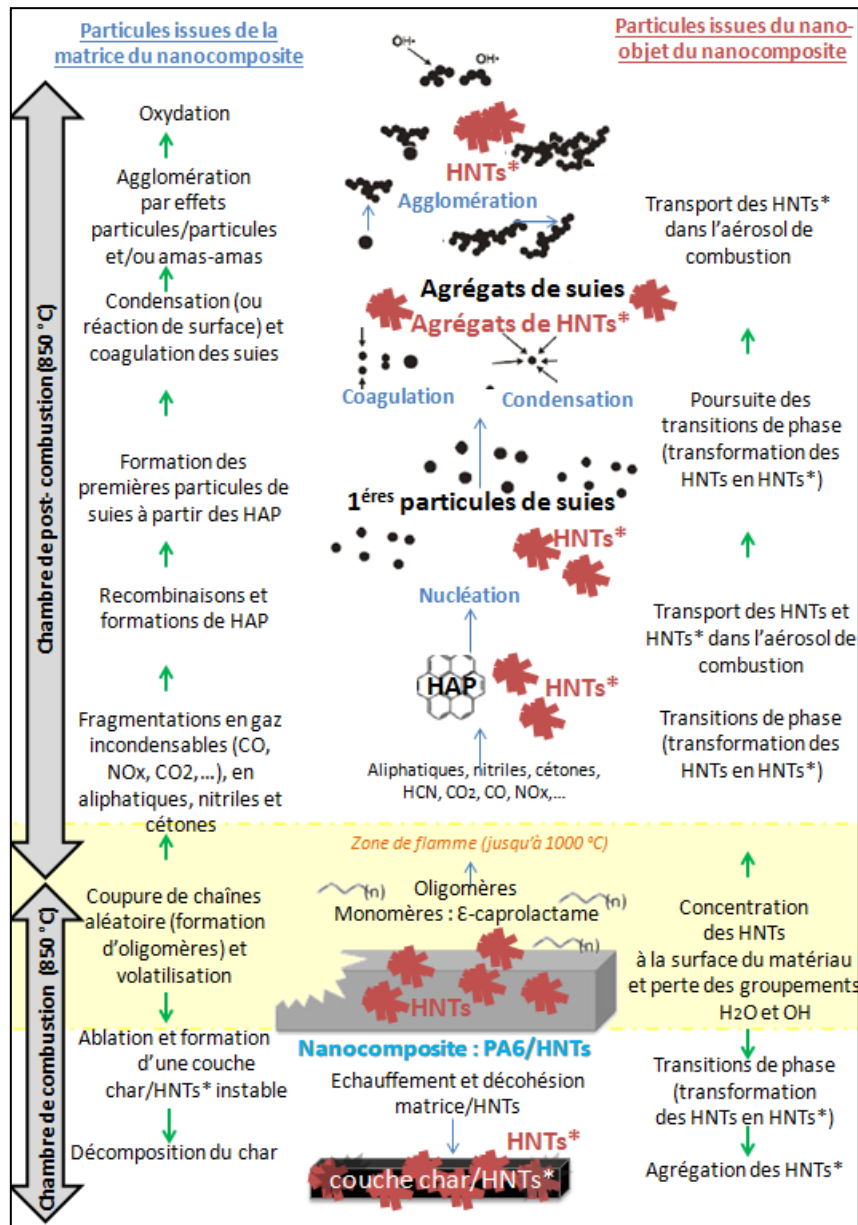 Particules issues de la
matrice du nanocomposite
Oxydation
Agglomération
par effets
particules/particules
et/ou amas-amas
Condensation (ou
réaction de surface) et
coagulation des suies
Formation des
premières particules de
suies à partir des HAP
Recombinaisons et
formations de HAP
Fragmentations en gaz
incondensables (CO,
NOx, CO2,...), en
aliphatiques, nitriles et
cétones
Coupure de chaînes
aléatoire (formation
d'oligomères) et
volatilisation
Ablation et formation
d'une couche
char/HNTs* instable
Décomposition du char
Chambre de post- combustion (850 °C)
Chambre de combustion (850 °C)
OH•
OH•
HNTs*
Agglomération
Agrégats de suies
Agrégats de HNTs*
Coagulation
Condensation
1éres particules de suies
HNTs*
Nucléation
HAP
HNTs*
Aliphatiques, nitriles, cétones,
HCN, CO₂, CO, NOx,...
Zone de flamme (jusqu'à 1000 °C)
(n)
Oligomères
Monomères : Ɛ-caprolactame
(n)
(n)
HNTs
Nanocomposite : PA6/HNTs
Echauffement et décohésion
matrice/HNTs
HNTs*
couche char/HNTs*
Particules issues du nano-
objet du nanocomposite
Transport des HNTs*
dans l'aérosol de
combustion
Poursuite des
transitions de phase
(transformation des
HNTs en HNTs*)
Transport des HNTs et
HNTs* dans l'aérosol de
combustion
Transitions de phase
(transformation des
HNTs en HNTs*)
Concentration
des HNTs
à la surface du matériau
et perte des groupements
H2O et OH
Transitions de phase
(transformation
des HNTs en HNTs*)
Agrégation des HNTs*